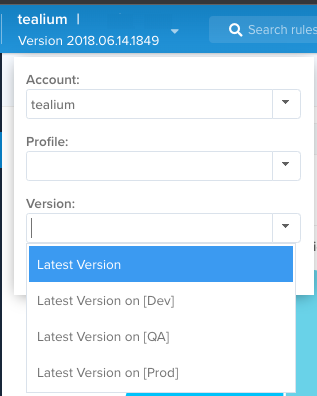 tealium |
Version 2018.06.14.1849
Search rules
Account:
tealium
Profile:
Version:
Latest Version
Latest Version on [Dev]
Latest Version on [QA]
Latest Version on [Prod]